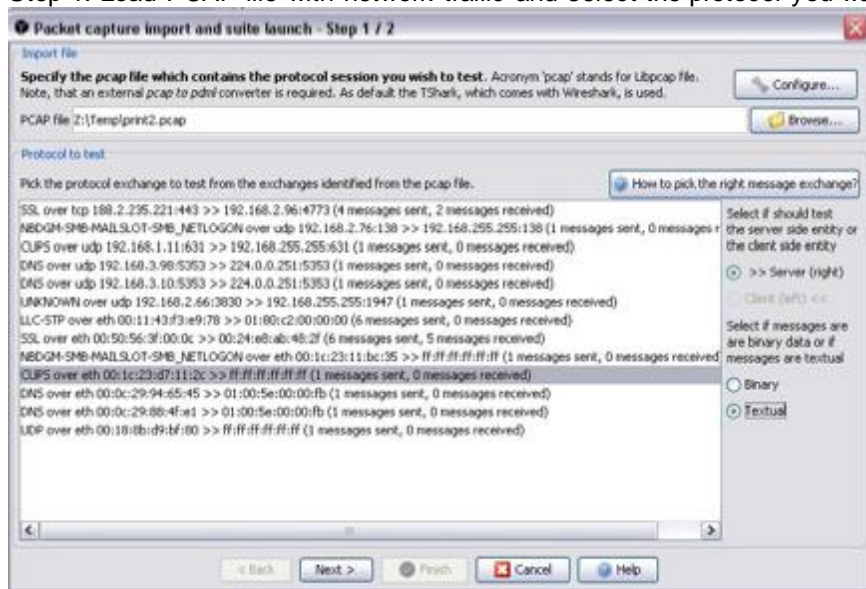 Packet capture import and suite launch - Step 1 / 2
Import file
Specify the pcap file which contains the protocol session you wish to test. Acronym 'pcap' stands for Libpcap file.
Note, that an external pcap to pdml converter is required. As default the TShark, which comes with Wireshark, is used.
Configure...
PCAP file Z:\Temp\print2.pcap
Browse...
Protocol to test
Pick the protocol exchange to test from the exchanges identified from the pcap file.
How to pick the right message exchange?
SSL over tcp 188.2.235.221:443 >> 192.168.2.96:4773 (4 messages sent, 2 messages received)
NBDGM-SMB-MAILSLOT-SMB_NETLOGON over udp 192.168.2.76:138 >> 192.168.255.255:138 (1 messages sent, 0 messages r
CUPS over udp 192.168.1.11:631 >> 192.168.255.255:631 (1 messages sent, 0 messages received)
DNS over udp 192.168.3.98:5353 >> 224.0.0.251:5353 (1 messages sent, 0 messages received)
DNS over udp 192.168.3.10:5353 >> 224.0.0.251:5353 (1 messages sent, 0 messages received)
UNKNOWN over udp 192.168.2.66:3830 >> 192.168.255.255:1947 (1 messages sent, 0 messages received)
LLC-STP over eth 00:11:43:f3:e9:78 >> 01:80:c2:00:00:00 (6 messages sent, 0 messages received)
SSL over eth 00:50:56:3f:00:0c >> 00:24:e8:ab:48:2f (6 messages sent, 5 messages received)
NBDGM-SMB-MAILSLOT-SMB_NETLOGON over eth 00:1c:23:11:bc:35 >> ff:ff:ff:ff:ff:ff (1 messages sent, 0 messages received
CUPS over eth 00:1c:23:d7:11:2c >> ff:ff:ff:ff:ff:ff (1 messages sent, 0 messages received)
DNS over eth 00:0c:29:94:65:45 >> 01:00:5e:00:00:fb (1 messages sent, 0 messages received)
DNS over eth 00:0c:29:88:4f:e1 >> 01:00:5e:00:00:fb (1 messages sent, 0 messages received)
UDP over eth 00:18:8b:d9:bf:80 >> ff:ff:ff:ff:ff:ff (1 messages sent, 0 messages received)
Select if should test
the server side entity or
the client side entity
>> Server (right)
Client (left) <<
Select if messages are
are binary data or if
messages are textual
Binary
Textual
< Back
Next >
Finish
Cancel
Help